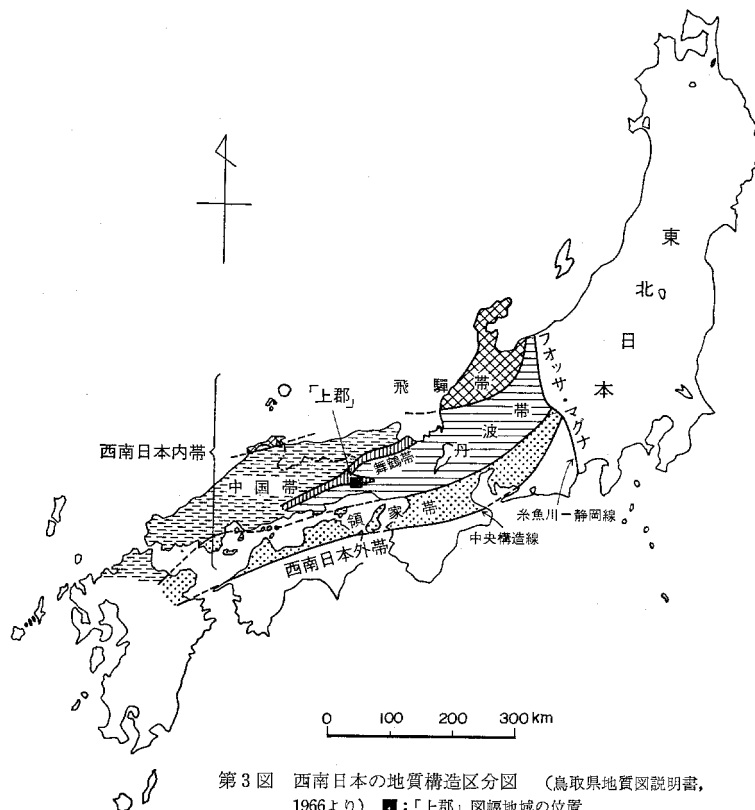 東北日本
フォッサ・マグナ
飛驒帯
「上郡」
丹波帯
舞鶴帯
西南日本内帯
中国帯
領家帯
糸魚川－静岡線
中央構造線
西南日本外帯
0 100 200 300 km
第3図 西南日本の地質構造区分図 (鳥取県地質図説明書,
1966より) ■:「上郡」図幅地域の位置